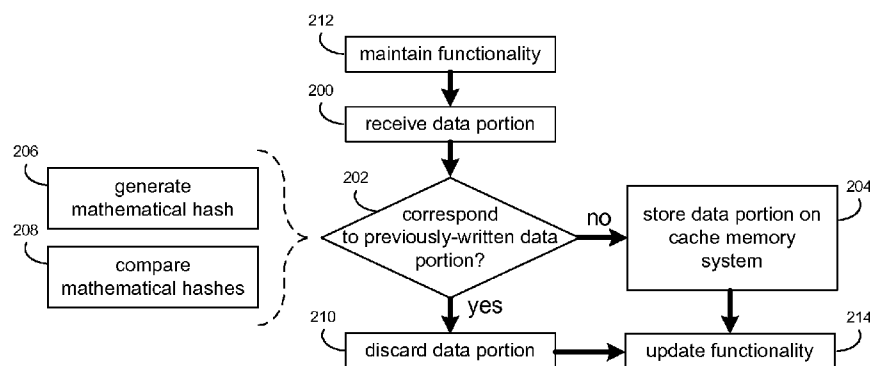 212
maintain functionality
200
receive data portion
206
generate
mathematical hash
208
compare
mathematical hashes
202
correspond
to previously-written data
portion?
no
204
store data portion on
cache memory
system
yes
210
discard data portion
214
update functionality